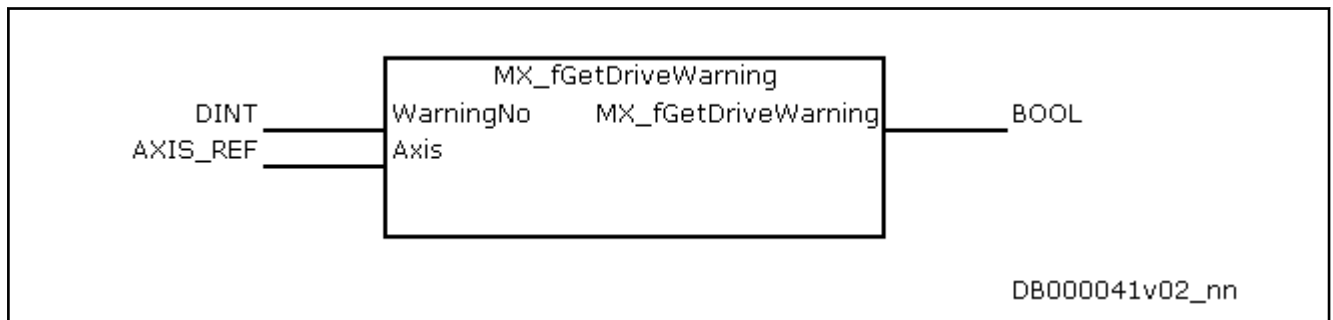 MX_fGetDriveWarning
DINT WarningNo MX_fGetDriveWarning BOOL
AXIS_REF Axis
DB000041v02_nn